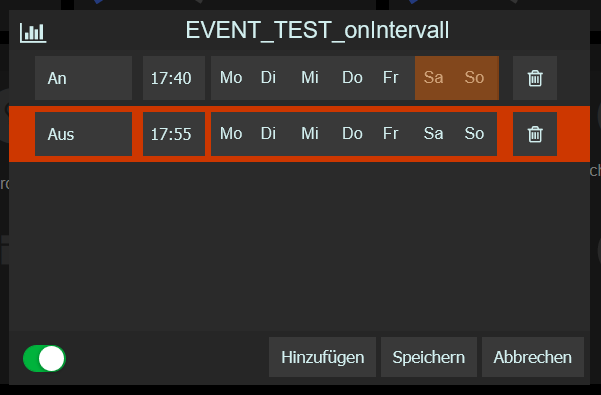 EVENT_TEST_onIntervall
An 17:40 Mo Di Mi Do Fr Sa So
Aus 17:55 Mo Di Mi Do Fr Sa So
Hinzufügen Speichern Abbrechen